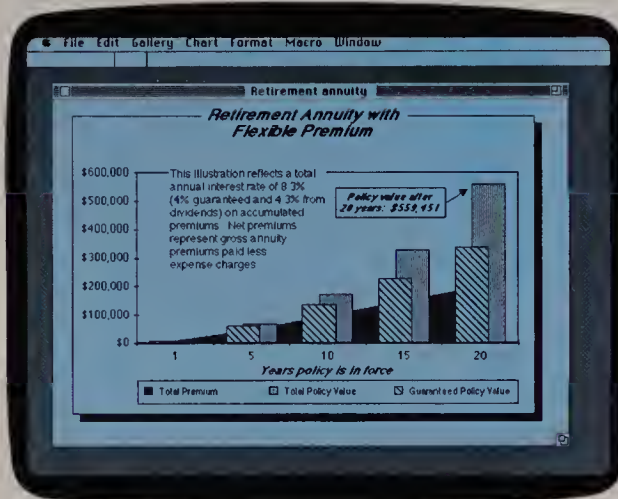 File Edit Gallery Chart Format Macro Window
Retirement annuity
Retirement Annuity with
Flexible Premium
$600,000
$500,000
$400,000
$300,000
$200,000
$100,000
$0
This illustration reflects a total
annual interest rate of 8.3%
(4% guaranteed and 4.3% from
dividends) on accumulated
premiums. Net premiums
represent gross annuity
premiums paid less
expense charges
Policy value after
20 years: $559,451
1 5 10 15 20
Years policy is in force
Total Premium Total Policy Value Guaranteed Policy Value